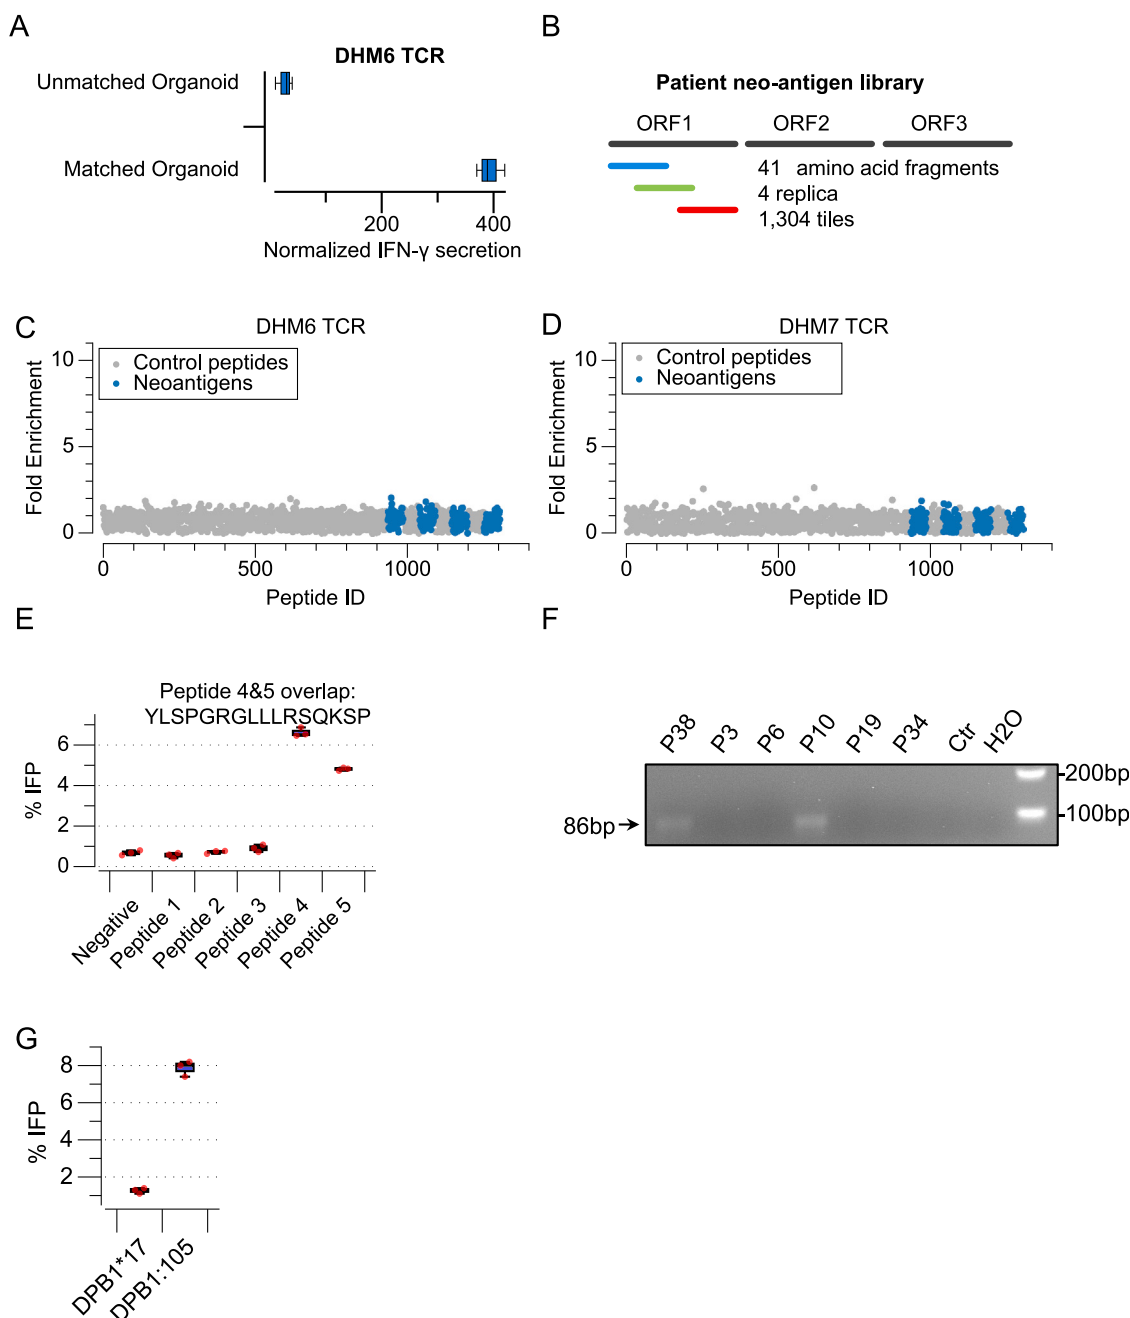 A
DHM6 TCR
Unmatched Organoid
Matched Organoid
200
400
Normalized IFN-γ secretion
B
Patient neo-antigen library
ORF1
ORF2
ORF3
41 amino acid fragments
4 replica
1,304 tiles
C
DHM6 TCR
Control peptides
Neoantigens
Fold Enrichment
10
5
0
0
500
1000
Peptide ID
D
DHM7 TCR
Control peptides
Neoantigens
Fold Enrichment
10
5
0
0
500
1000
Peptide ID
E
Peptide 4&5 overlap:
YLSPGRGLLLRSQKSP
% IFP
6
4
2
0
Negative
Peptide 1
Peptide 2
Peptide 3
Peptide 4
Peptide 5
F
P38
P3
P6
P10
P19
P34
Ctr
H2O
200bp
100bp
86bp
G
% IFP
8
6
4
2
DPB1*17
DPB1:105